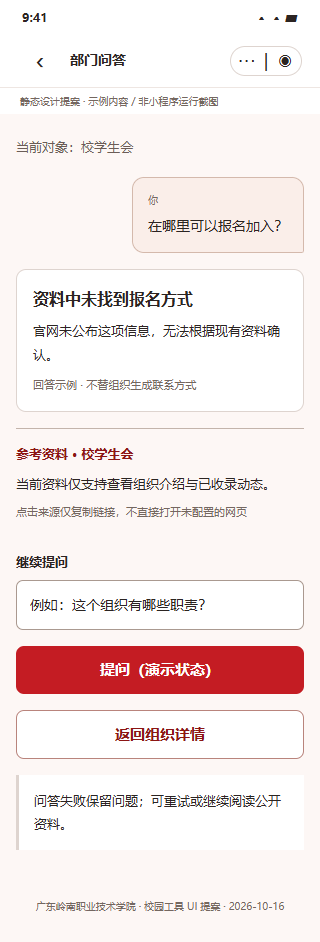 9:41
部门问答
静态设计提案 · 示例内容 / 非小程序运行截图
当前对象：校学生会
你
在哪里可以报名加入？
资料中未找到报名方式
官网未公布这项信息，无法根据现有资料确
认。
回答示例 · 不替组织生成联系方式
参考资料 · 校学生会
当前资料仅支持查看组织介绍与已收录动态。
点击来源仅复制链接，不直接打开未配置的网页
继续提问
例如：这个组织有哪些职责？
提问（演示状态）
返回组织详情
问答失败保留问题；可重试或继续阅读公开
资料。
广东岭南职业技术学院 · 校园工具 UI 提案 · 2026-10-16